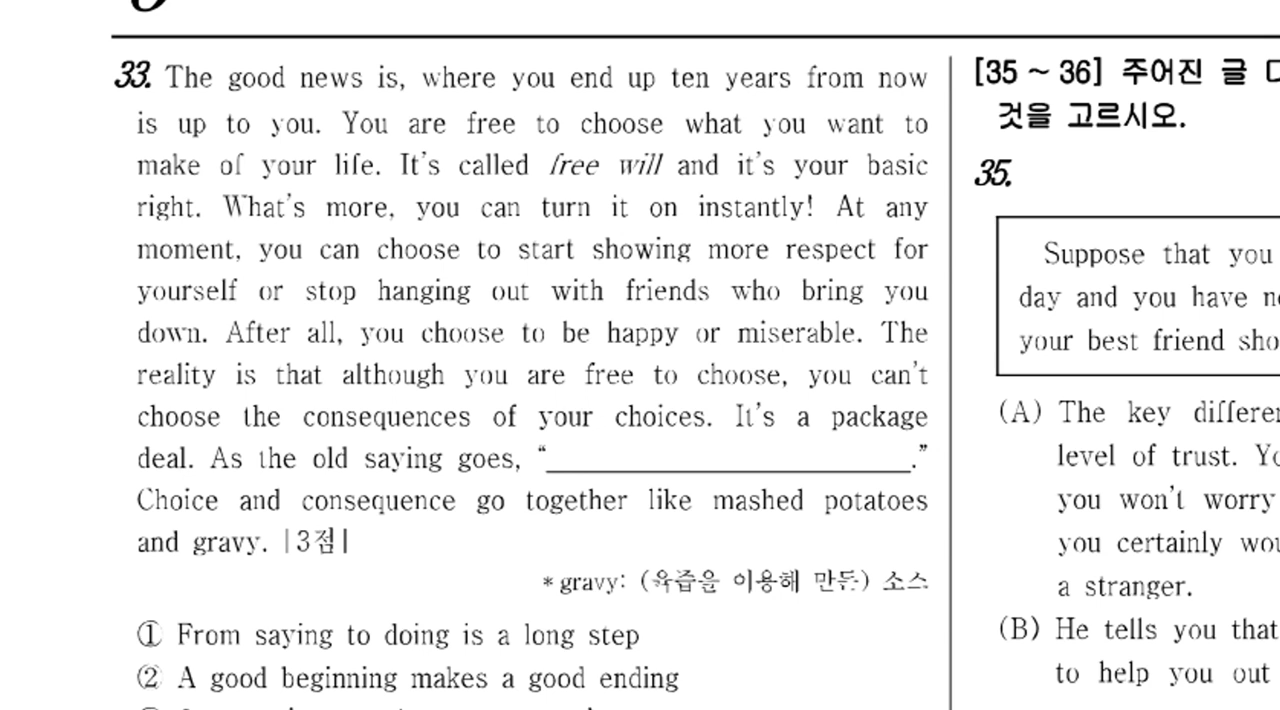 33. The good news is, where you end up ten years from now
is up to you. You are free to choose what you want to
make of your life. It's called free will and it's your basic
right. What's more, you can turn it on instantly! At any
moment, you can choose to start showing more respect for
yourself or stop hanging out with friends who bring you
down. After all, you choose to be happy or miserable. The
reality is that although you are free to choose, you can't
choose the consequences of your choices. It's a package
deal. As the old saying goes, “____________________.”
Choice and consequence go together like mashed potatoes
and gravy. [3점]
* gravy: (육즙을 이용해 만든) 소스
① From saying to doing is a long step
② A good beginning makes a good ending
[35 ~ 36] 주어진 글
것을 고르시오.
35.
Suppose that you
day and you have
your best friend
(A) The key
level of trust.
you won't worry
you certainly
a stranger.
(B) He tells you that
to help you out